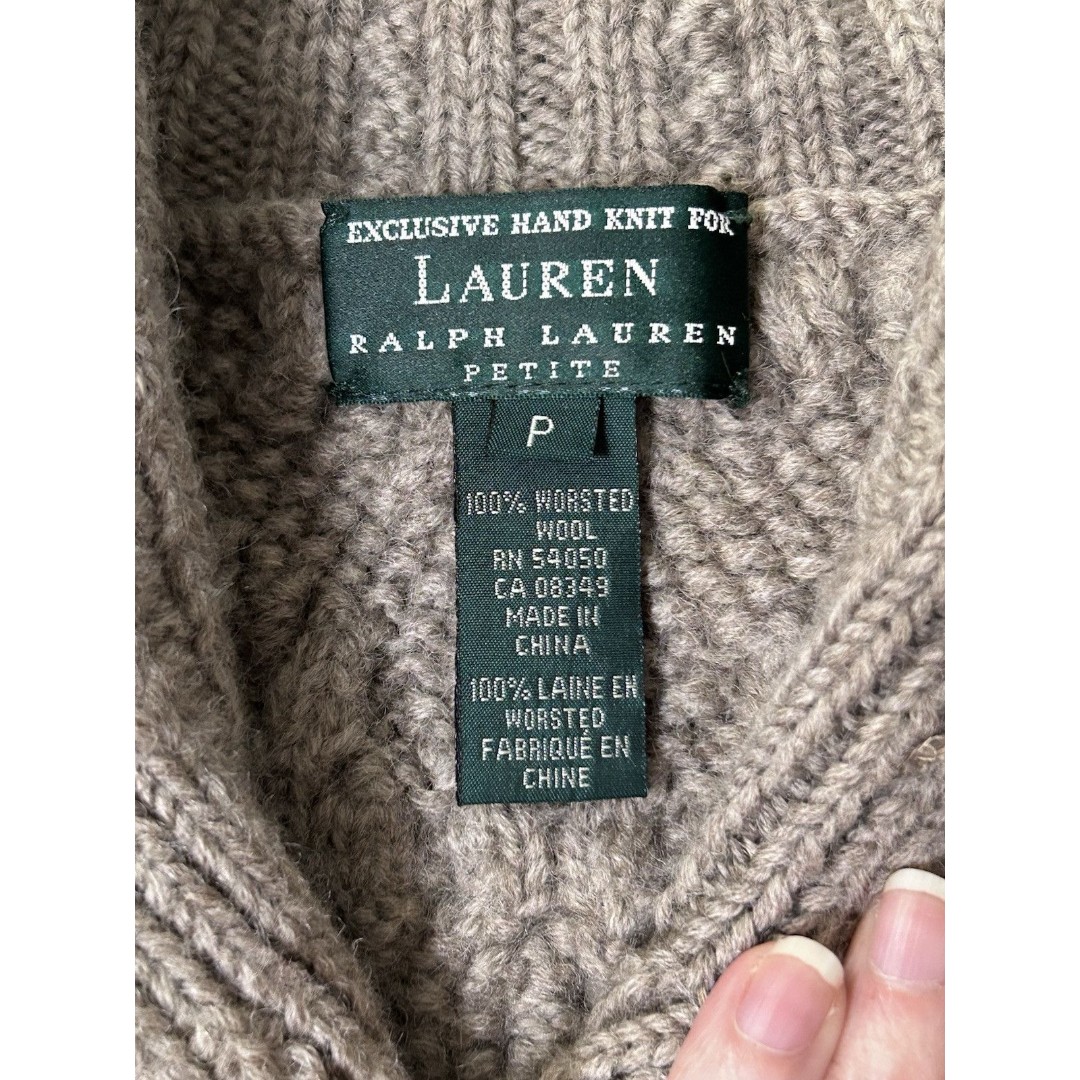 EXCLUSIVE HAND KNIT FOR
LAUREN
RALPH LAUREN
PETITE
P
100% WORSTED
WOOL
RN 54050
CA 08349
MADE IN
CHINA
100% LAINE EN
WORSTED
FABRIQUÉ EN
CHINE